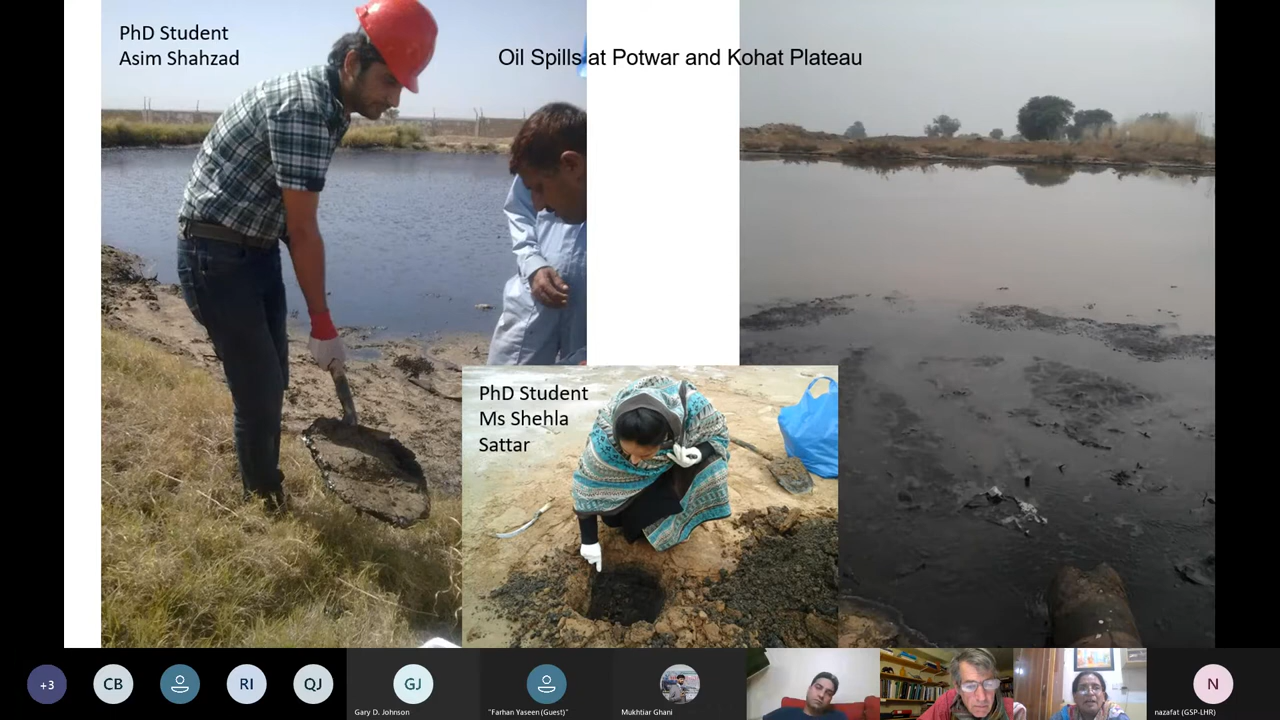 PhD Student
Asim Shahzad
Oil Spills at Potwar and Kohat Plateau
PhD Student
Ms Shehla
Sattar
+3
CB
RI
QJ
GJ
Gary D. Johnson
"Farhan Yaseen (Guest)"
Mukhtiar Ghani
N
nazafat (GSP-LHR)